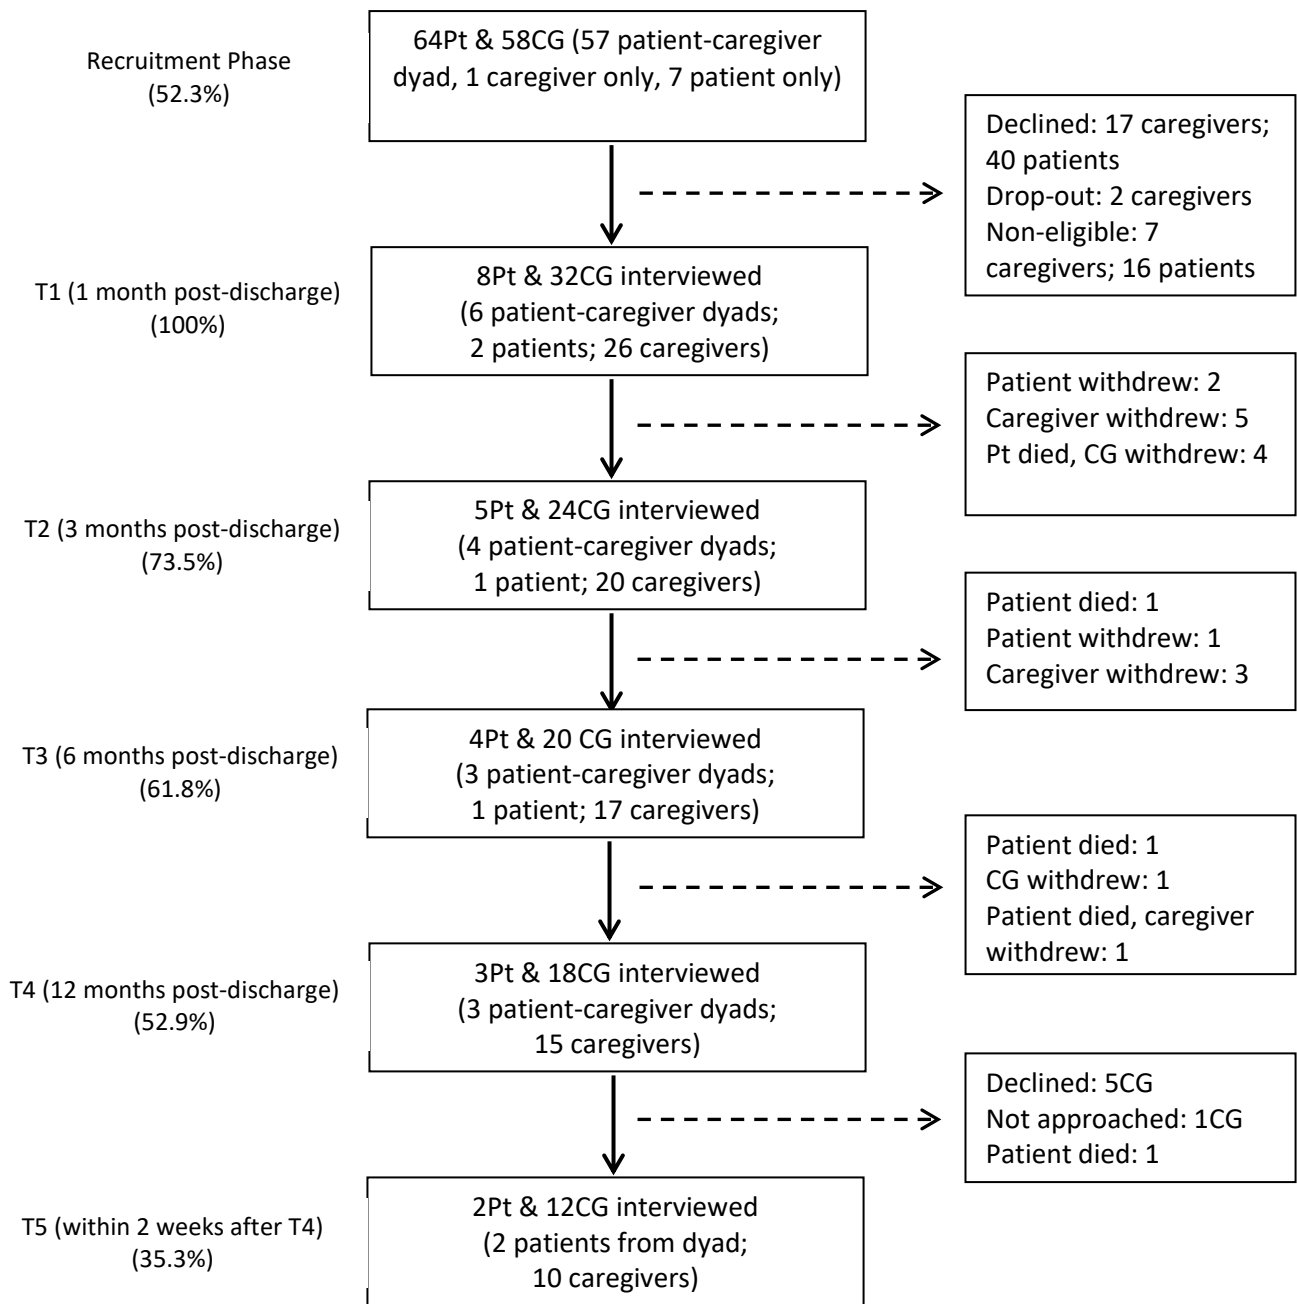 Recruitment Phase
(52.3%)
64Pt & 58CG (57 patient-caregiver
dyad, 1 caregiver only, 7 patient only)
Declined: 17 caregivers;
40 patients
Drop-out: 2 caregivers
Non-eligible: 7
caregivers; 16 patients
T1 (1 month post-discharge)
(100%)
8Pt & 32CG interviewed
(6 patient-caregiver dyads;
2 patients; 26 caregivers)
Patient withdrew: 2
Caregiver withdrew: 5
Pt died, CG withdrew: 4
T2 (3 months post-discharge)
(73.5%)
5Pt & 24CG interviewed
(4 patient-caregiver dyads;
1 patient; 20 caregivers)
Patient died: 1
Patient withdrew: 1
Caregiver withdrew: 3
T3 (6 months post-discharge)
(61.8%)
4Pt & 20 CG interviewed
(3 patient-caregiver dyads;
1 patient; 17 caregivers)
Patient died: 1
CG withdrew: 1
Patient died, caregiver
withdrew: 1
T4 (12 months post-discharge)
(52.9%)
3Pt & 18CG interviewed
(3 patient-caregiver dyads;
15 caregivers)
Declined: 5CG
Not approached: 1CG
Patient died: 1
T5 (within 2 weeks after T4)
(35.3%)
2Pt & 12CG interviewed
(2 patients from dyad;
10 caregivers)